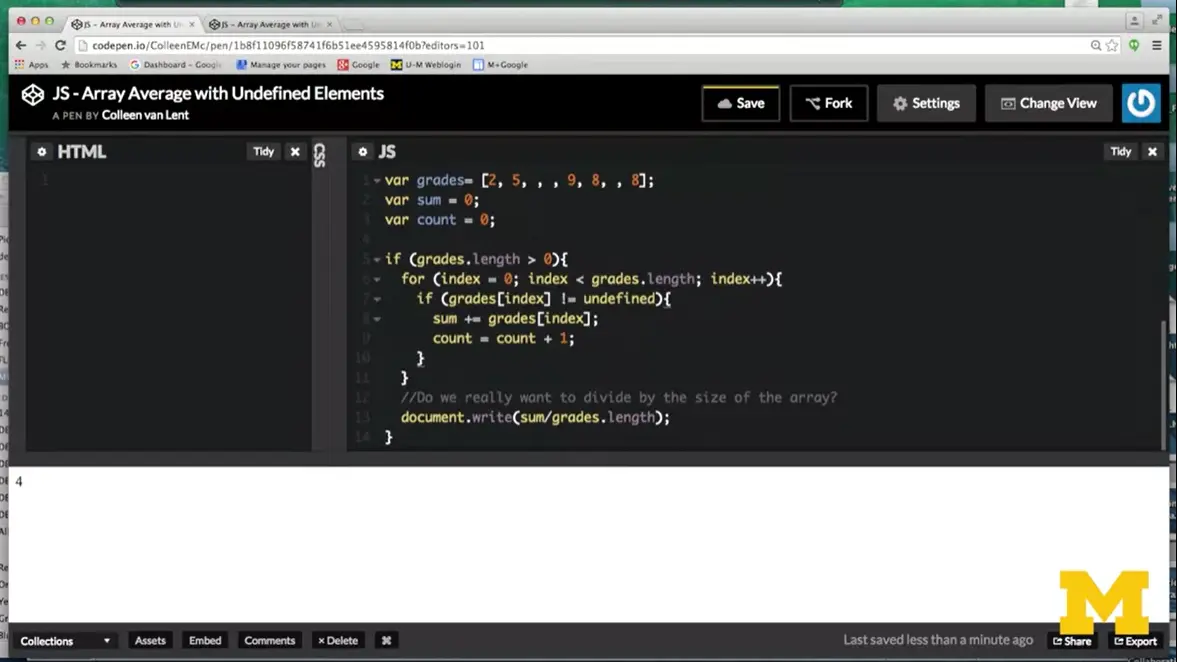 JS - Array Average with Un
JS - Array Average with Un
codepen.io/ColleenEMc/pen/1b8f11096f58741f6b51ee4595814f0b?editors=101
Apps Bookmarks Dashboard - Google Manage your pages Google U-M Weblogin M+Google
JS - Array Average with Undefined Elements
A PEN BY Colleen van Lent
Save Fork Settings Change View
HTML Tidy
CSS
JS Tidy
1
1 var grades= [2, 5, , , 9, 8, , 8];
2 var sum = 0;
3 var count = 0;
4
5 if (grades.length > 0){
6 for (index = 0; index < grades.length; index++){
7 if (grades[index] != undefined){
8 sum += grades[index];
9 count = count + 1;
10 }
11 }
12 //Do we really want to divide by the size of the array?
13 document.write(sum/grades.length);
14 }
4
M
Collections Assets Embed Comments × Delete ⌘ Last saved less than a minute ago Share Export